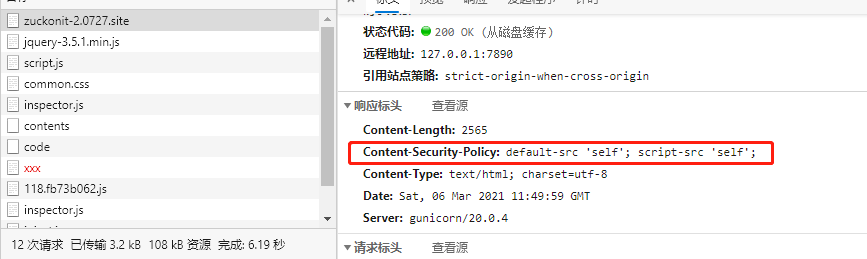 zuckonit-2.0727.site
jquery-3.5.1.min.js
script.js
common.css
inspector.js
contents
code
xxx
118.fb73b062.js
inspector.js
12 次请求 已传输 3.2 kB 108 kB 资源 完成: 6.19 秒
状态代码: 200 OK (从磁盘缓存)
远程地址: 127.0.0.1:7890
引用站点策略: strict-origin-when-cross-origin
▼响应标头 查看源
Content-Length: 2565
Content-Security-Policy: default-src 'self'; script-src 'self';
Content-Type: text/html; charset=utf-8
Date: Sat, 06 Mar 2021 11:49:59 GMT
Server: gunicorn/20.0.4
▼请求标头 查看源